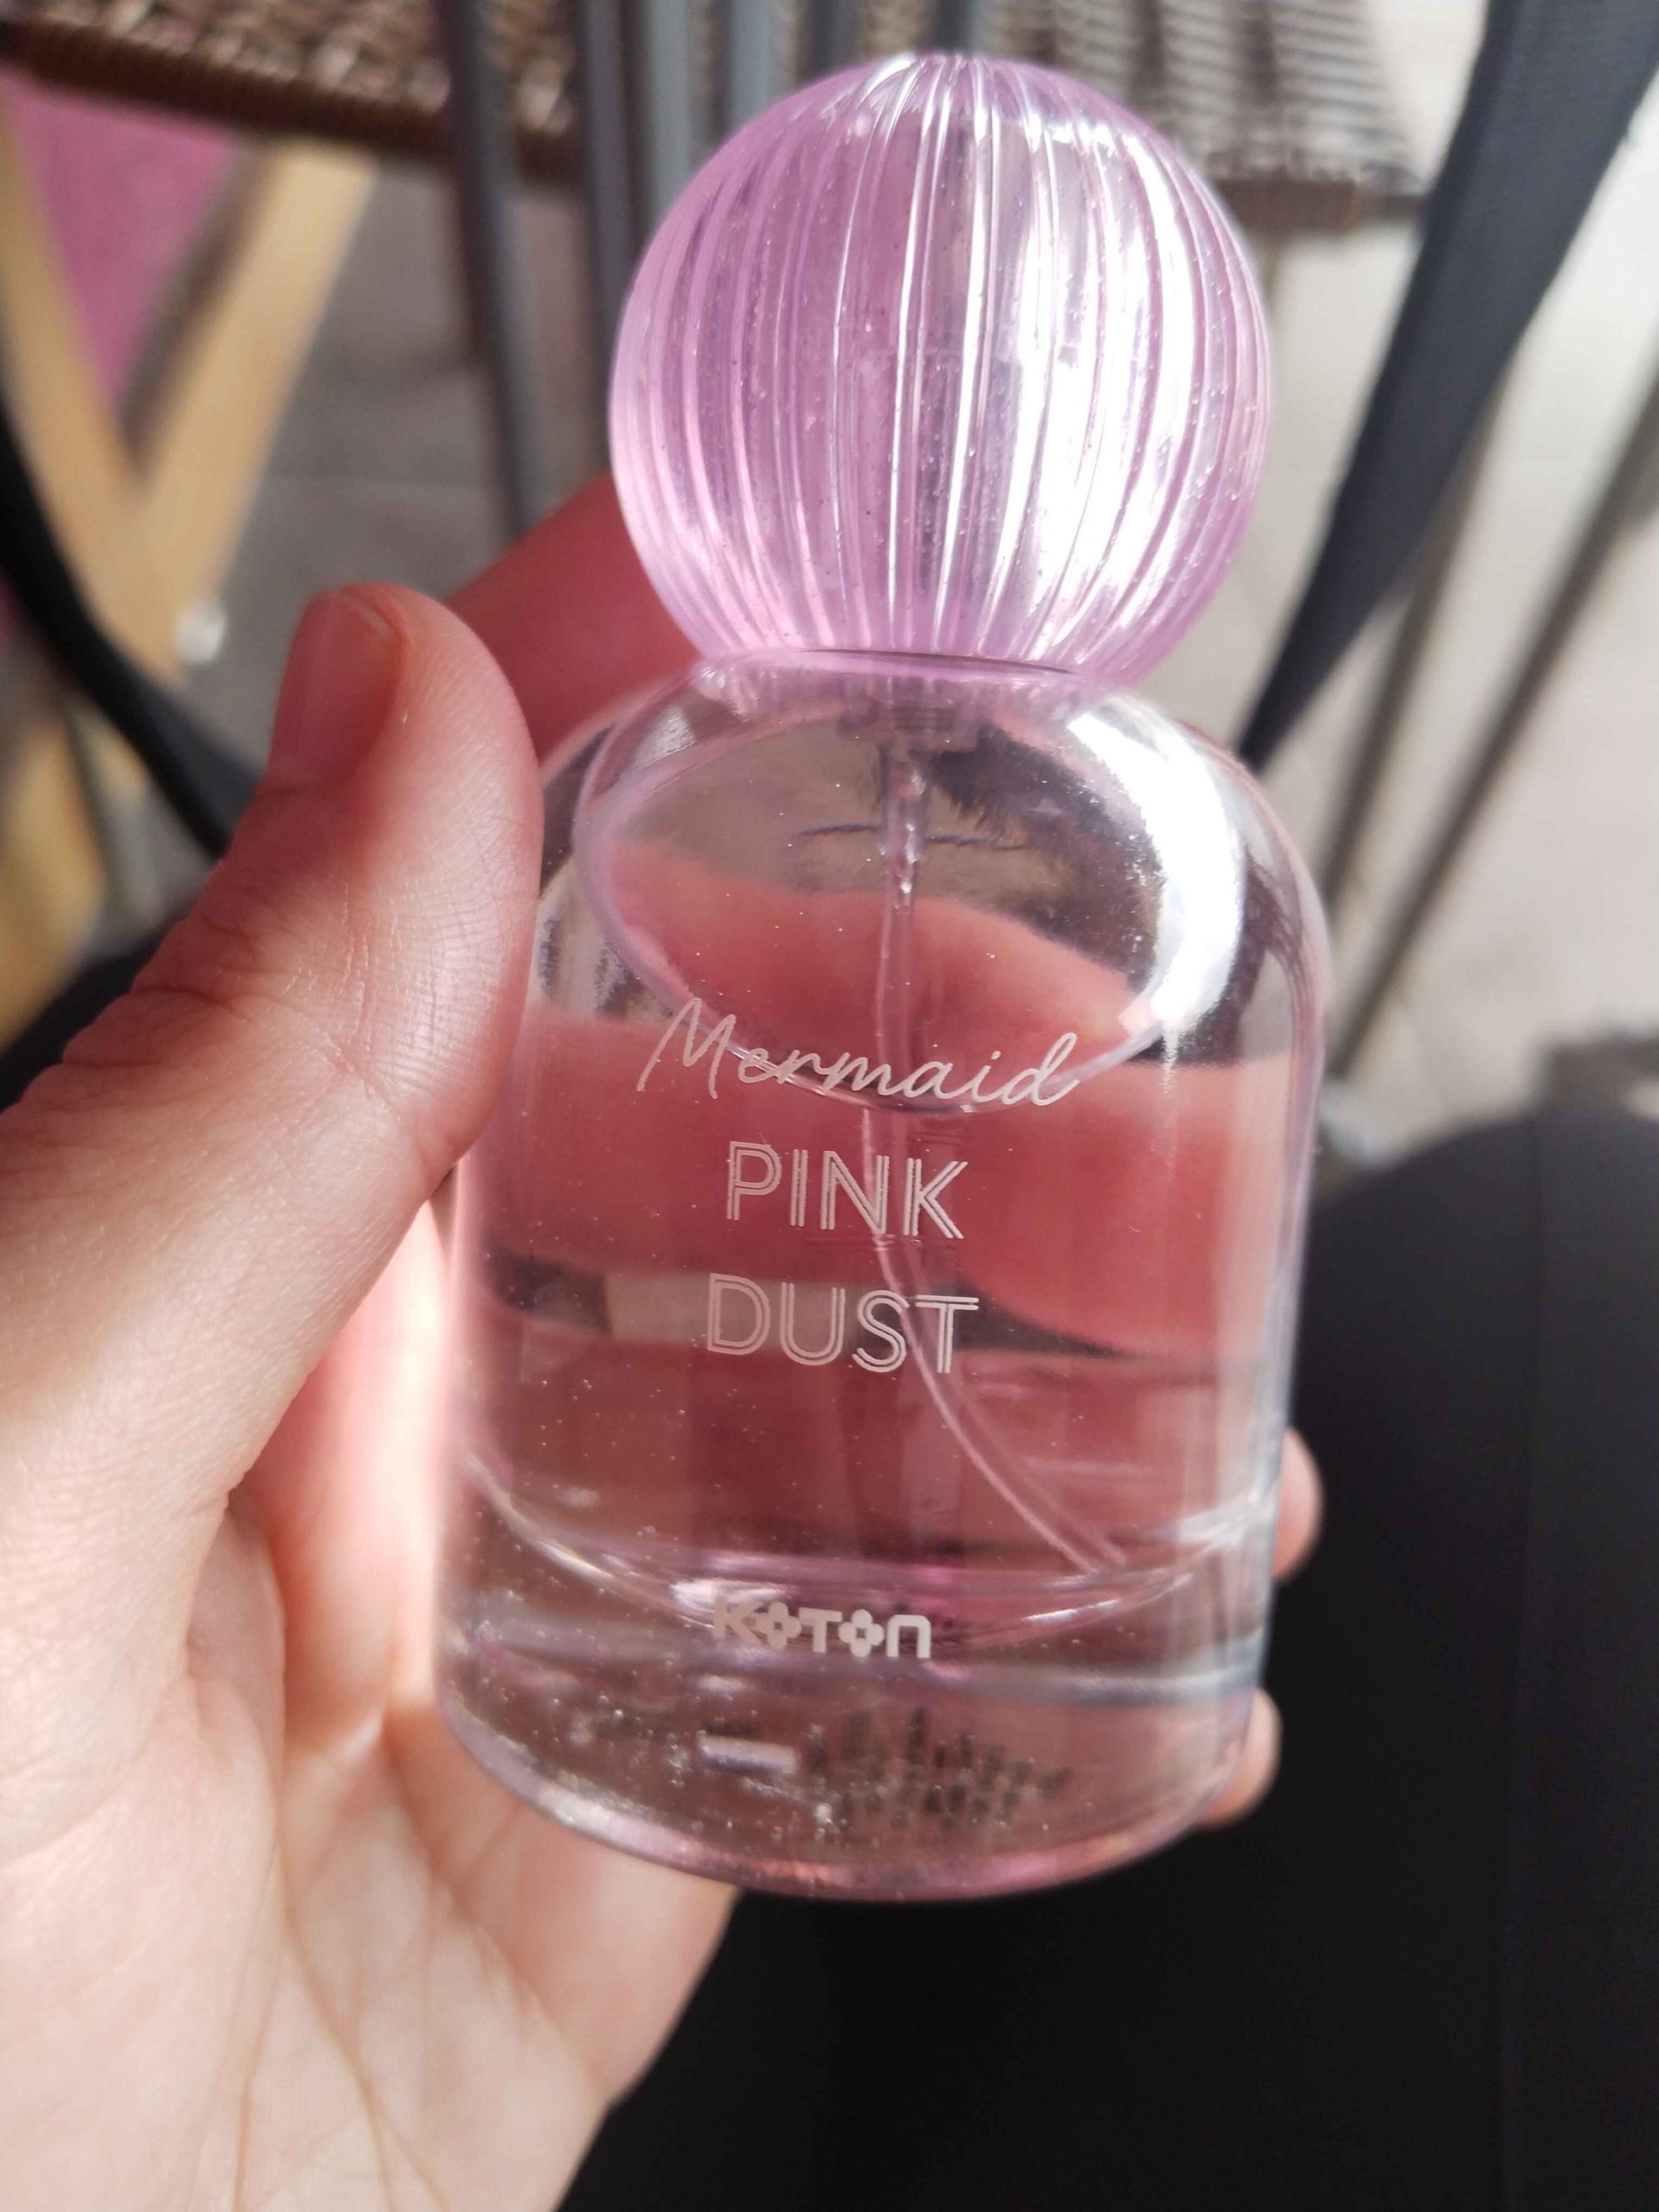 Mermaid
PINK
DUST
KOTON